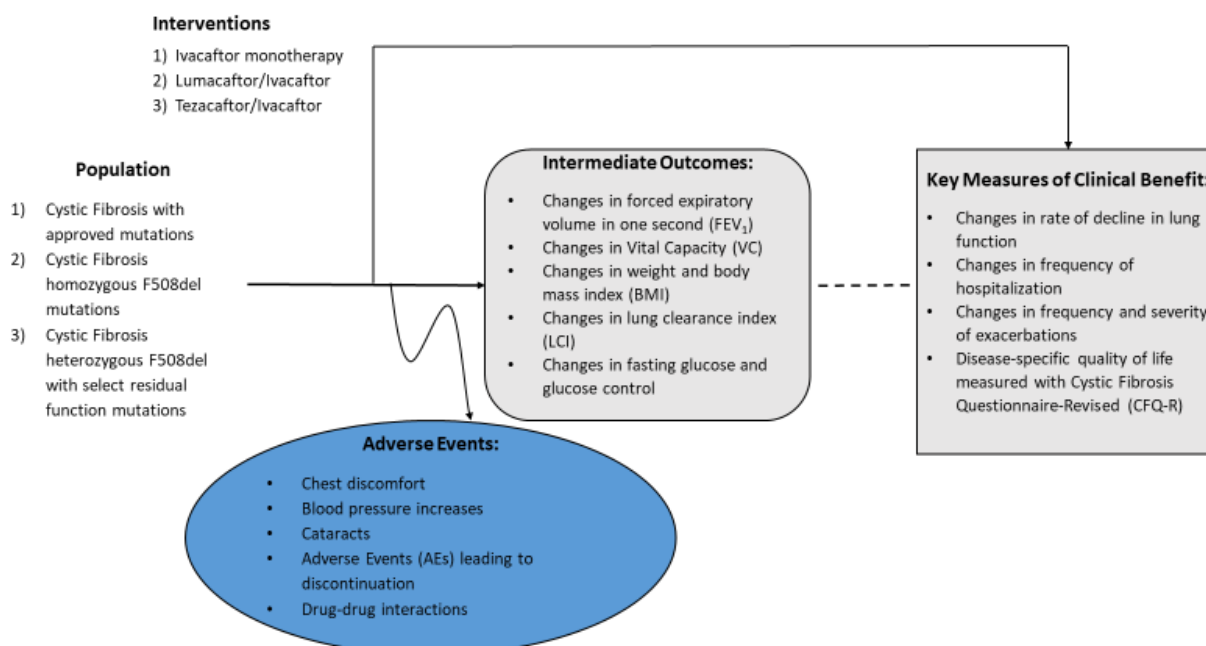 Interventions
1) Ivacaftor monotherapy
2) Lumacaftor/Ivacaftor
3) Tezacaftor/Ivacaftor
Population
1) Cystic Fibrosis with
approved mutations
2) Cystic Fibrosis
homozygous F508del
mutations
3) Cystic Fibrosis
heterozygous F508del
with select residual
function mutations
Intermediate Outcomes:
• Changes in forced expiratory
volume in one second (FEV₁)
• Changes in Vital Capacity (VC)
• Changes in weight and body
mass index (BMI)
• Changes in lung clearance index
(LCI)
• Changes in fasting glucose and
glucose control
Key Measures of Clinical Benefit:
• Changes in rate of decline in lung
function
• Changes in frequency of
hospitalization
• Changes in frequency and severity
of exacerbations
• Disease-specific quality of life
measured with Cystic Fibrosis
Questionnaire-Revised (CFQ-R)
Adverse Events:
• Chest discomfort
• Blood pressure increases
• Cataracts
• Adverse Events (AEs) leading to
discontinuation
• Drug-drug interactions